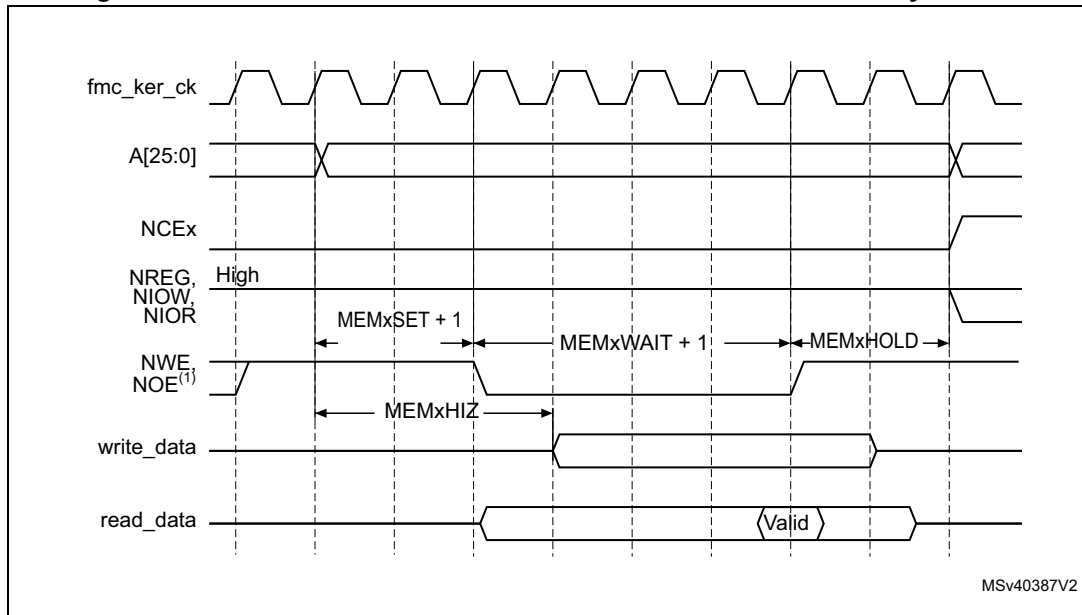 fmc_ker_ck
A[25:0]
NCEx
NREG, High
NIOW,
NIOR
MEMxSET + 1
MEMxWAIT + 1
MEMxHOLD
NWE,
NOE(1)
MEMxHIZ
write_data
read_data
Valid
MSv40387V2